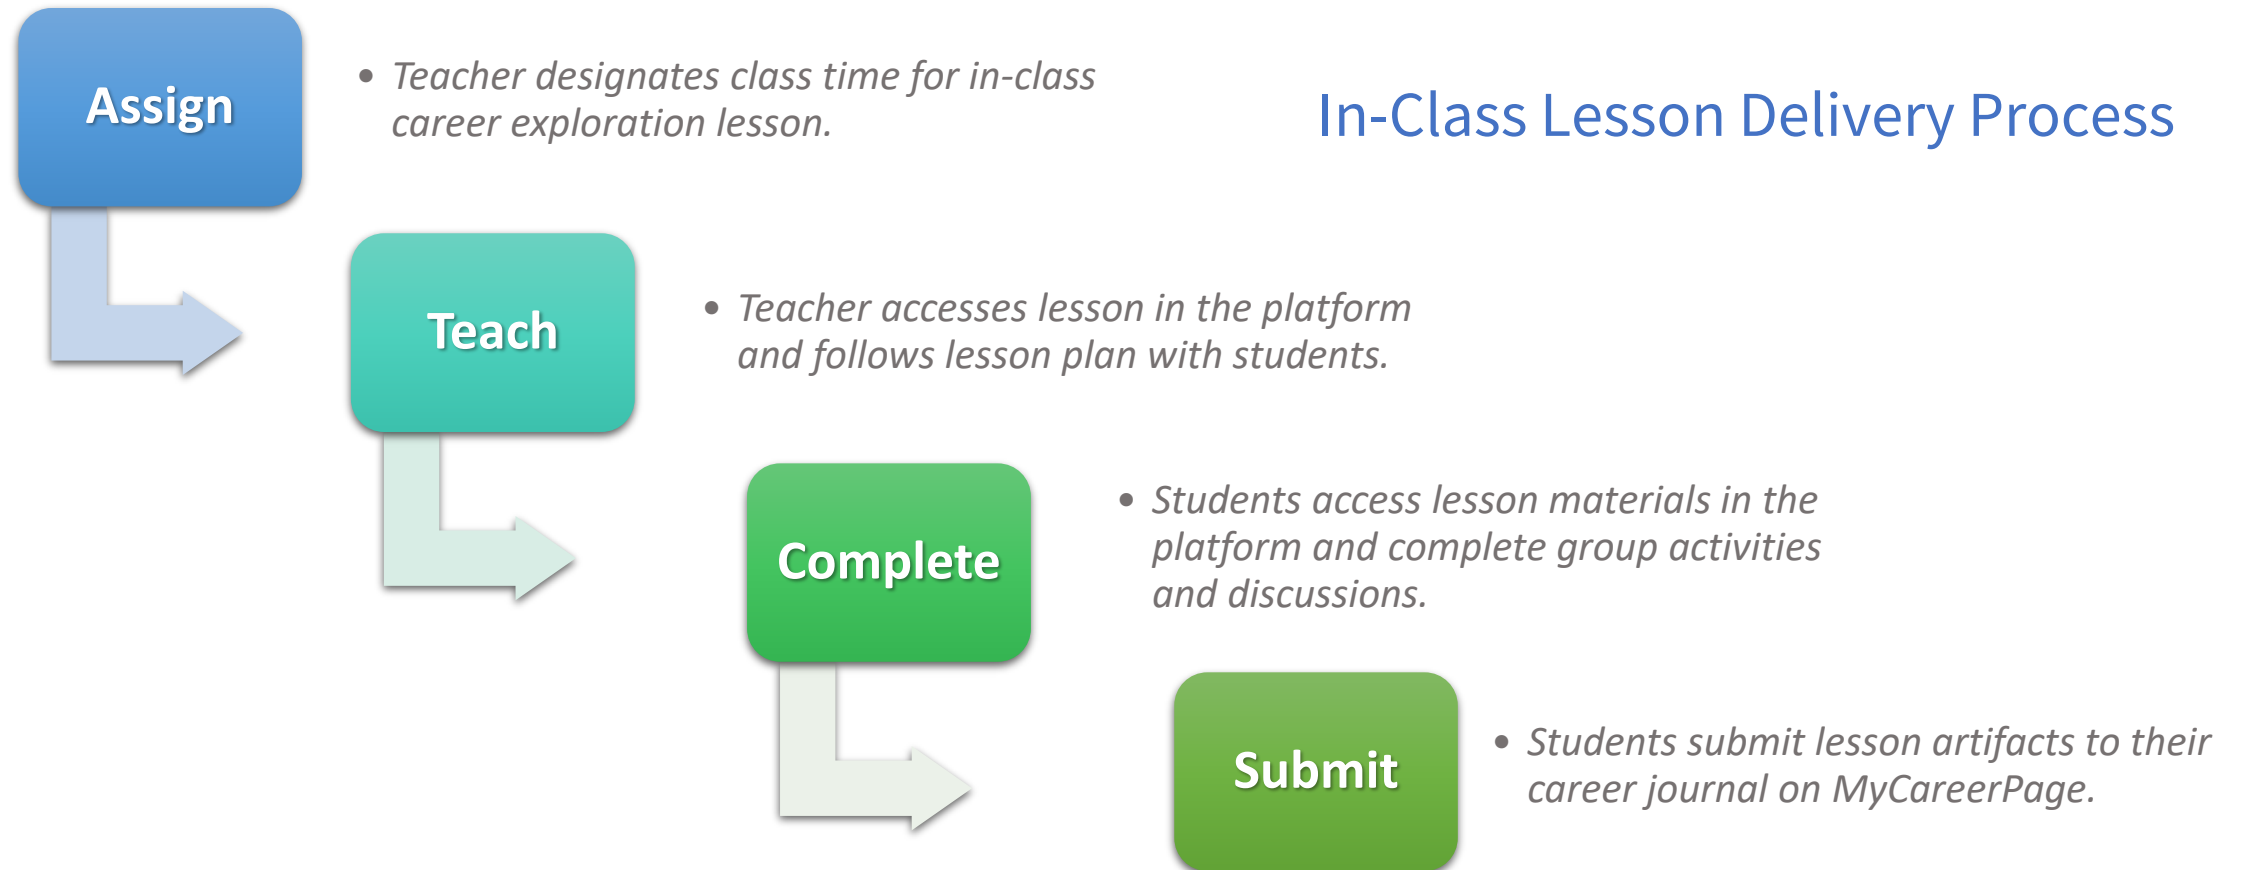 In-Class Lesson Delivery Process
Assign
• Teacher designates class time for in-class
career exploration lesson.
Teach
• Teacher accesses lesson in the platform
and follows lesson plan with students.
Complete
• Students access lesson materials in the
platform and complete group activities
and discussions.
Submit
• Students submit lesson artifacts to their
career journal on MyCareerPage.